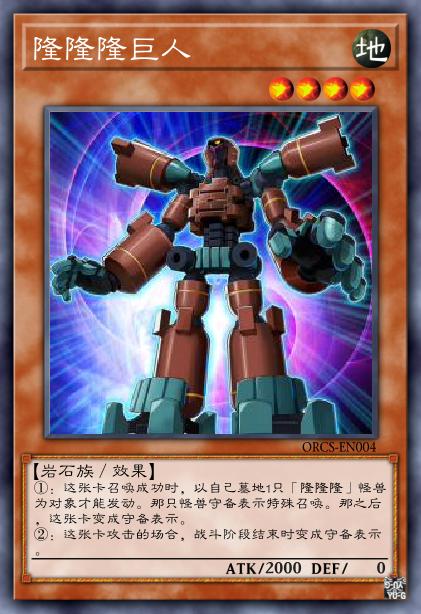 隆隆隆巨人
地
ORCS-EN004
【岩石族／效果】
①：这张卡召唤成功时，以自己墓地1只「隆隆隆」怪兽
为对象才能发动。那只怪兽守备表示特殊召唤。那之后
，这张卡变成守备表示。
②：这张卡攻击的场合，战斗阶段结束时变成守备表示
。
ATK/2000 DEF/ 0